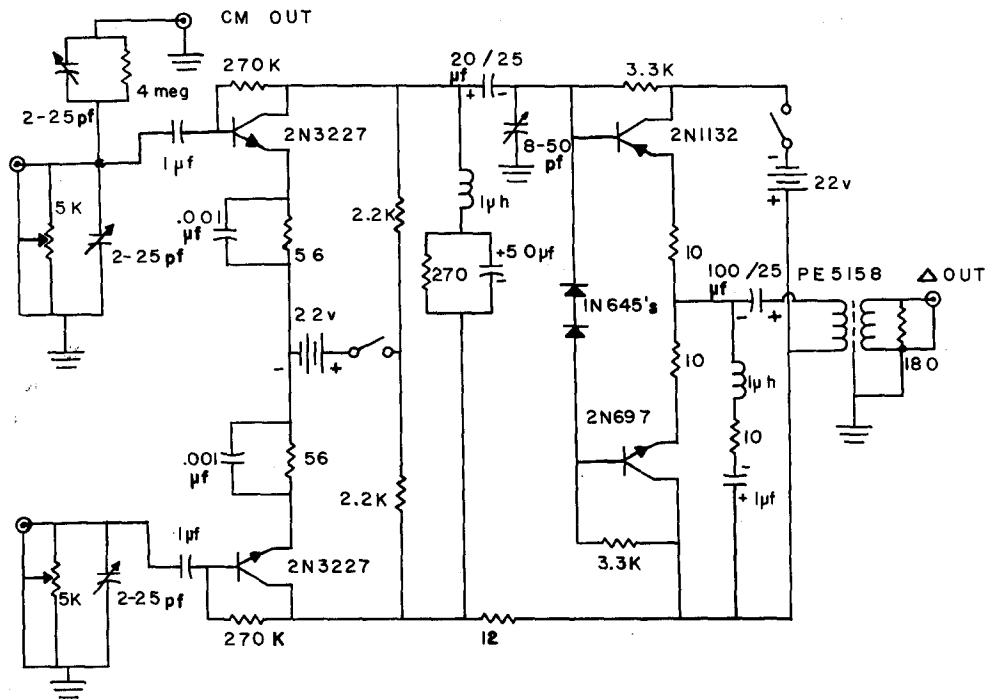 CM OUT
270K
20/25
µf
+
-
3.3K
4 meg
2-25pf
2N3227
2N1132
1µf
8-50
pf
-
22v
+
5K
2-25pf
.001
µf
56
2.2K
1µh
+50µf
-
270
10
100/25
µf
-
+
PE5158
Δ OUT
1N645's
22v
-
+
10
180
1µh
2N697
10
.001
µf
56
2.2K
-
+ 1µf
1µf
2N3227
3.3K
5K
2-25pf
270K
12